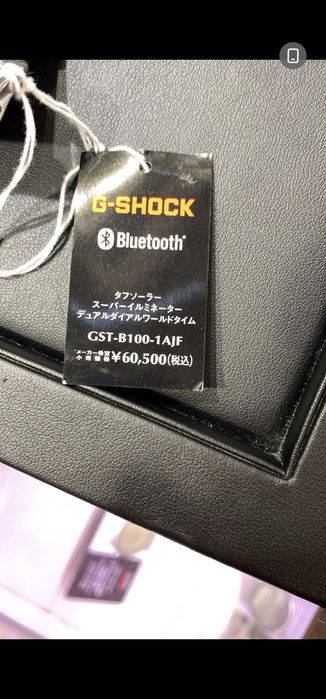 G-SHOCK
Bluetooth®
タフソーラー
スーパーイルミネーター
デュアルダイアルワールドタイム
GST-B100-1AJF
メーカー希望
小売価格 ¥60,500(税込)